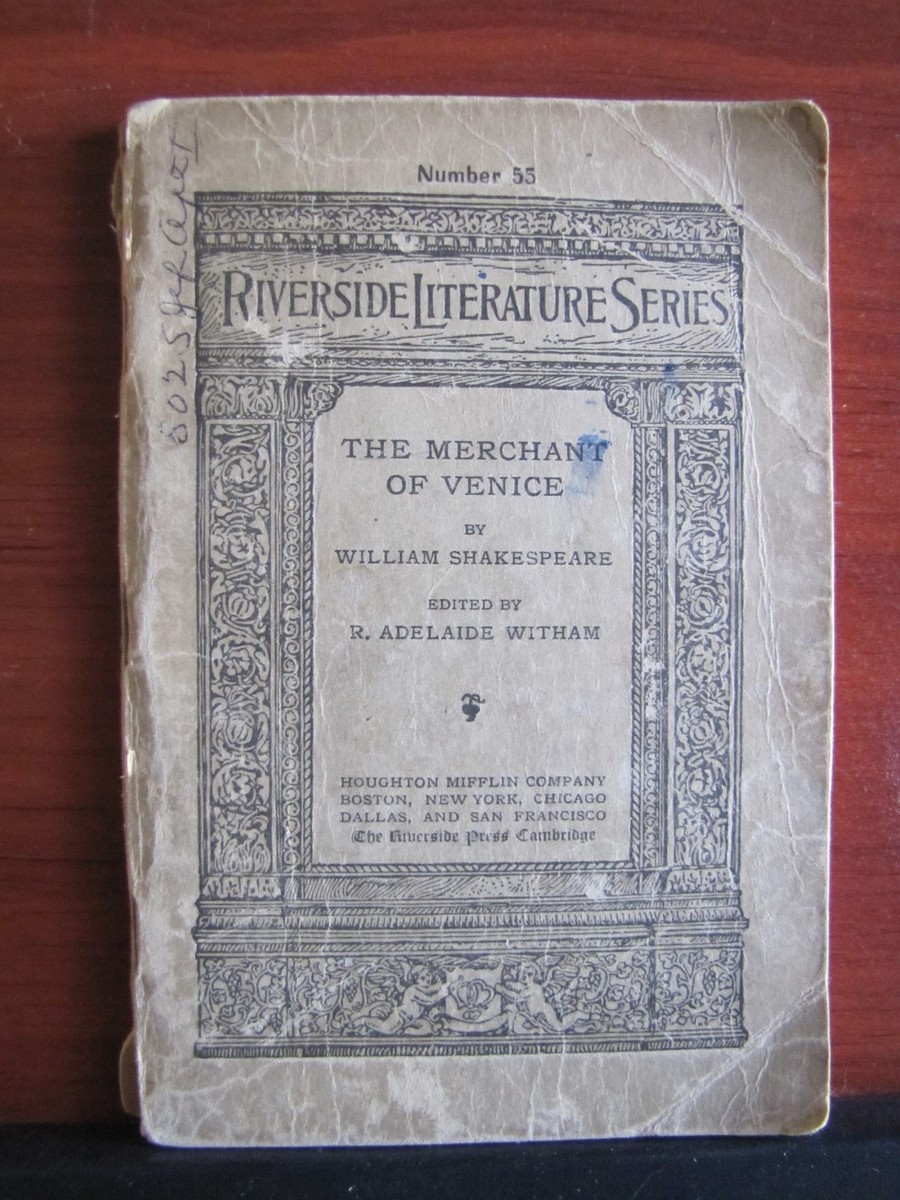 Number 55
RIVERSIDE LITERATURE SERIES
THE MERCHANT
OF VENICE
BY
WILLIAM SHAKESPEARE
EDITED BY
R. ADELAIDE WITHAM
HOUGHTON MIFFLIN COMPANY
BOSTON, NEW YORK, CHICAGO
DALLAS, AND SAN FRANCISCO
The Riverside Press Cambridge